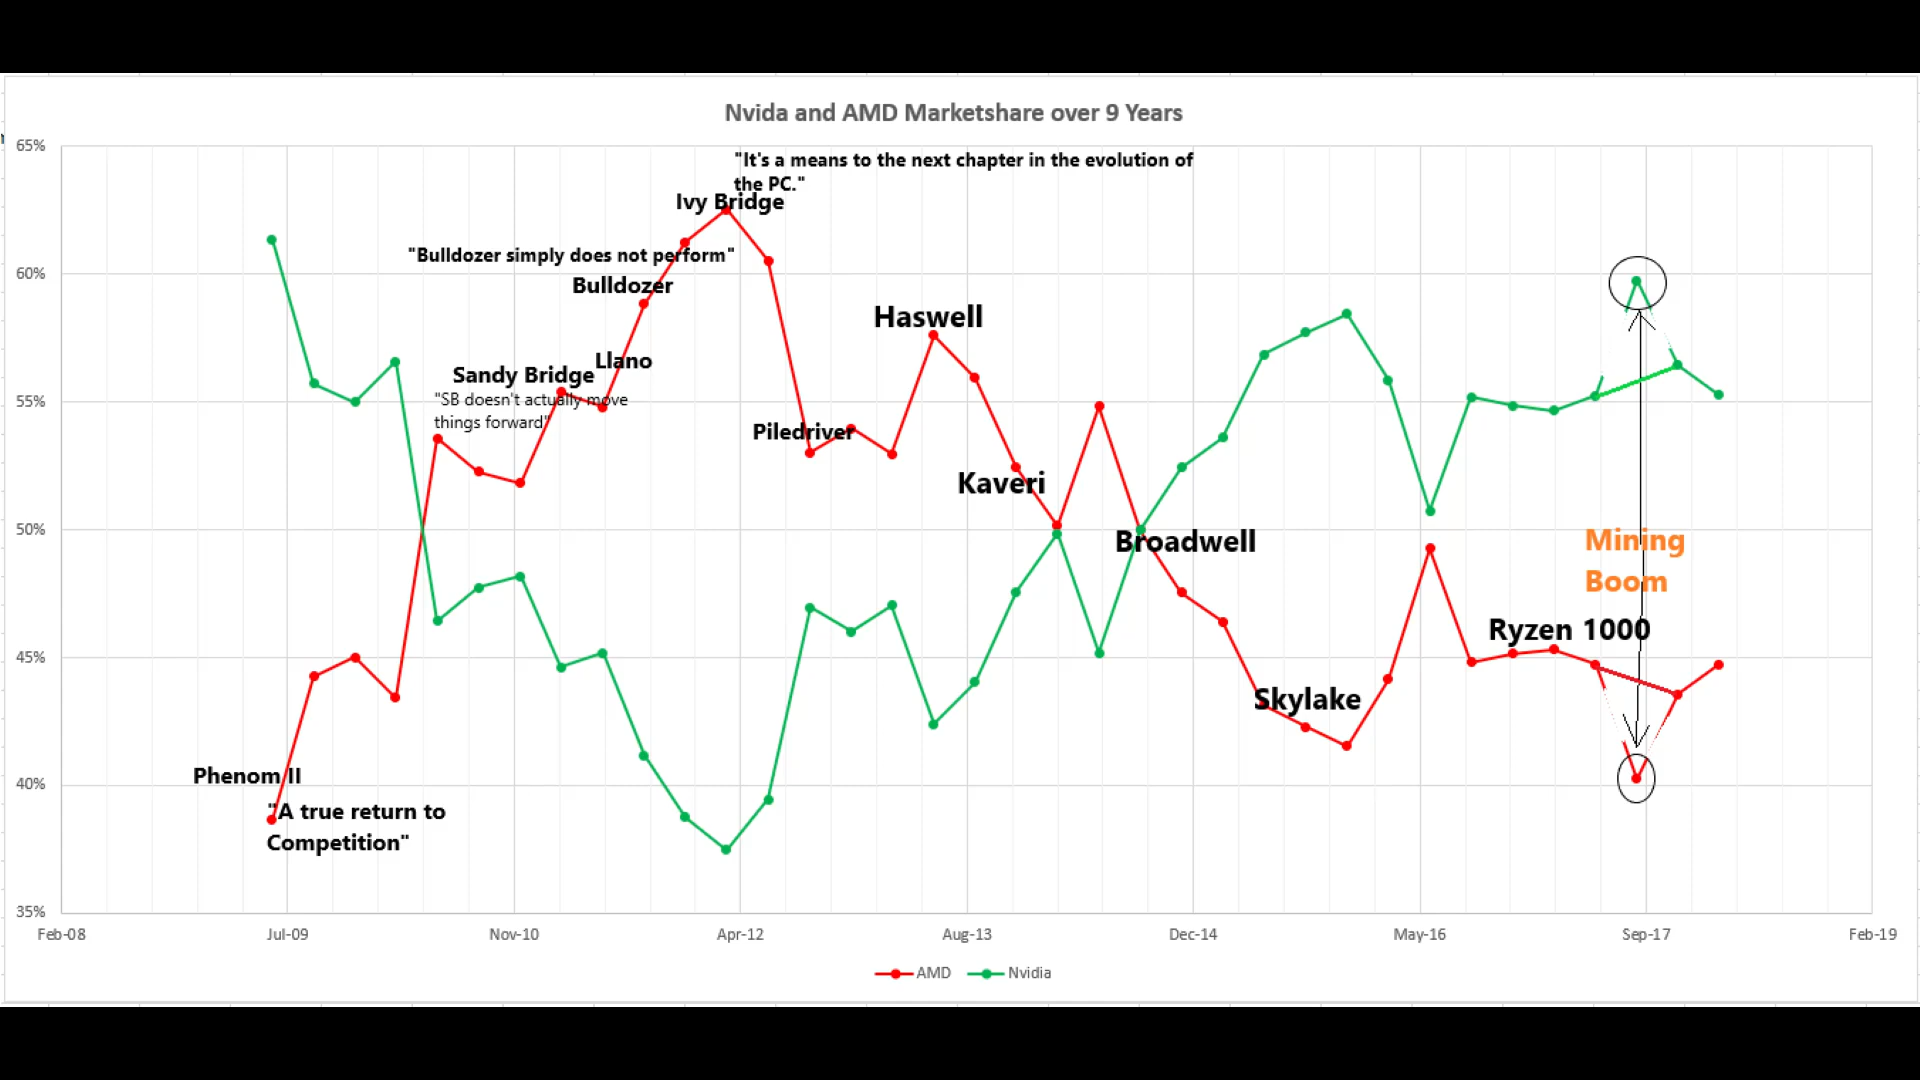 Nvida and AMD Marketshare over 9 Years
65%
"It's a means to the next chapter in the evolution of
the PC."
Ivy Bridge
60%
"Bulldozer simply does not perform"
Bulldozer
Haswell
Llano
Sandy Bridge
"SB doesn't actually move
things forward"
55%
Piledriver
Kaveri
50%
Broadwell
Mining
Boom
Ryzen 1000
45%
Skylake
Phenom II
40%
"A true return to
Competition"
35%
Feb-08 Jul-09 Nov-10 Apr-12 Aug-13 Dec-14 May-16 Sep-17 Feb-19
AMD Nvidia